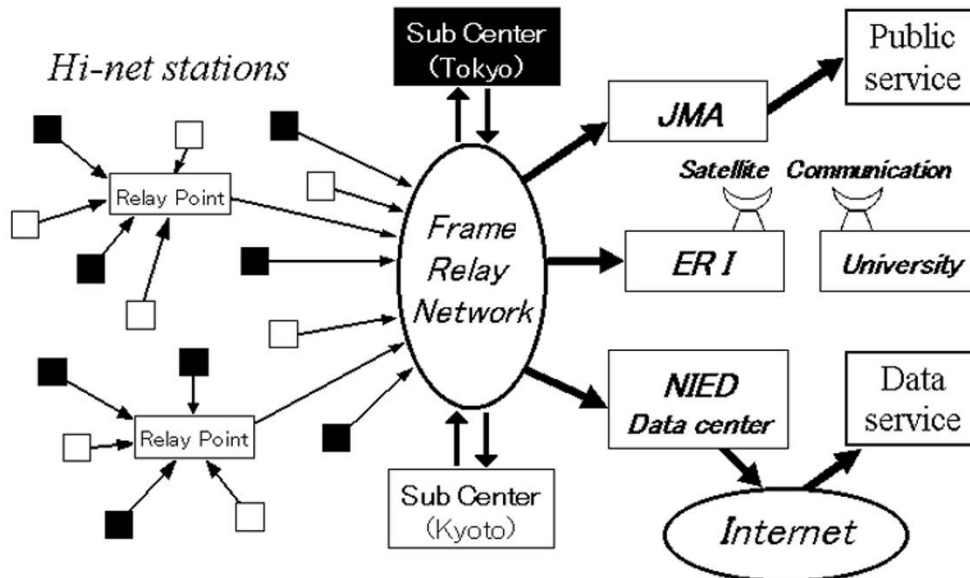 Hi-net stations
Relay Point
Relay Point
Sub Center
(Tokyo)
Frame
Relay
Network
Sub Center
(Kyoto)
JMA
Public
service
Satellite Communication
ERI
University
NIED
Data center
Data
service
Internet